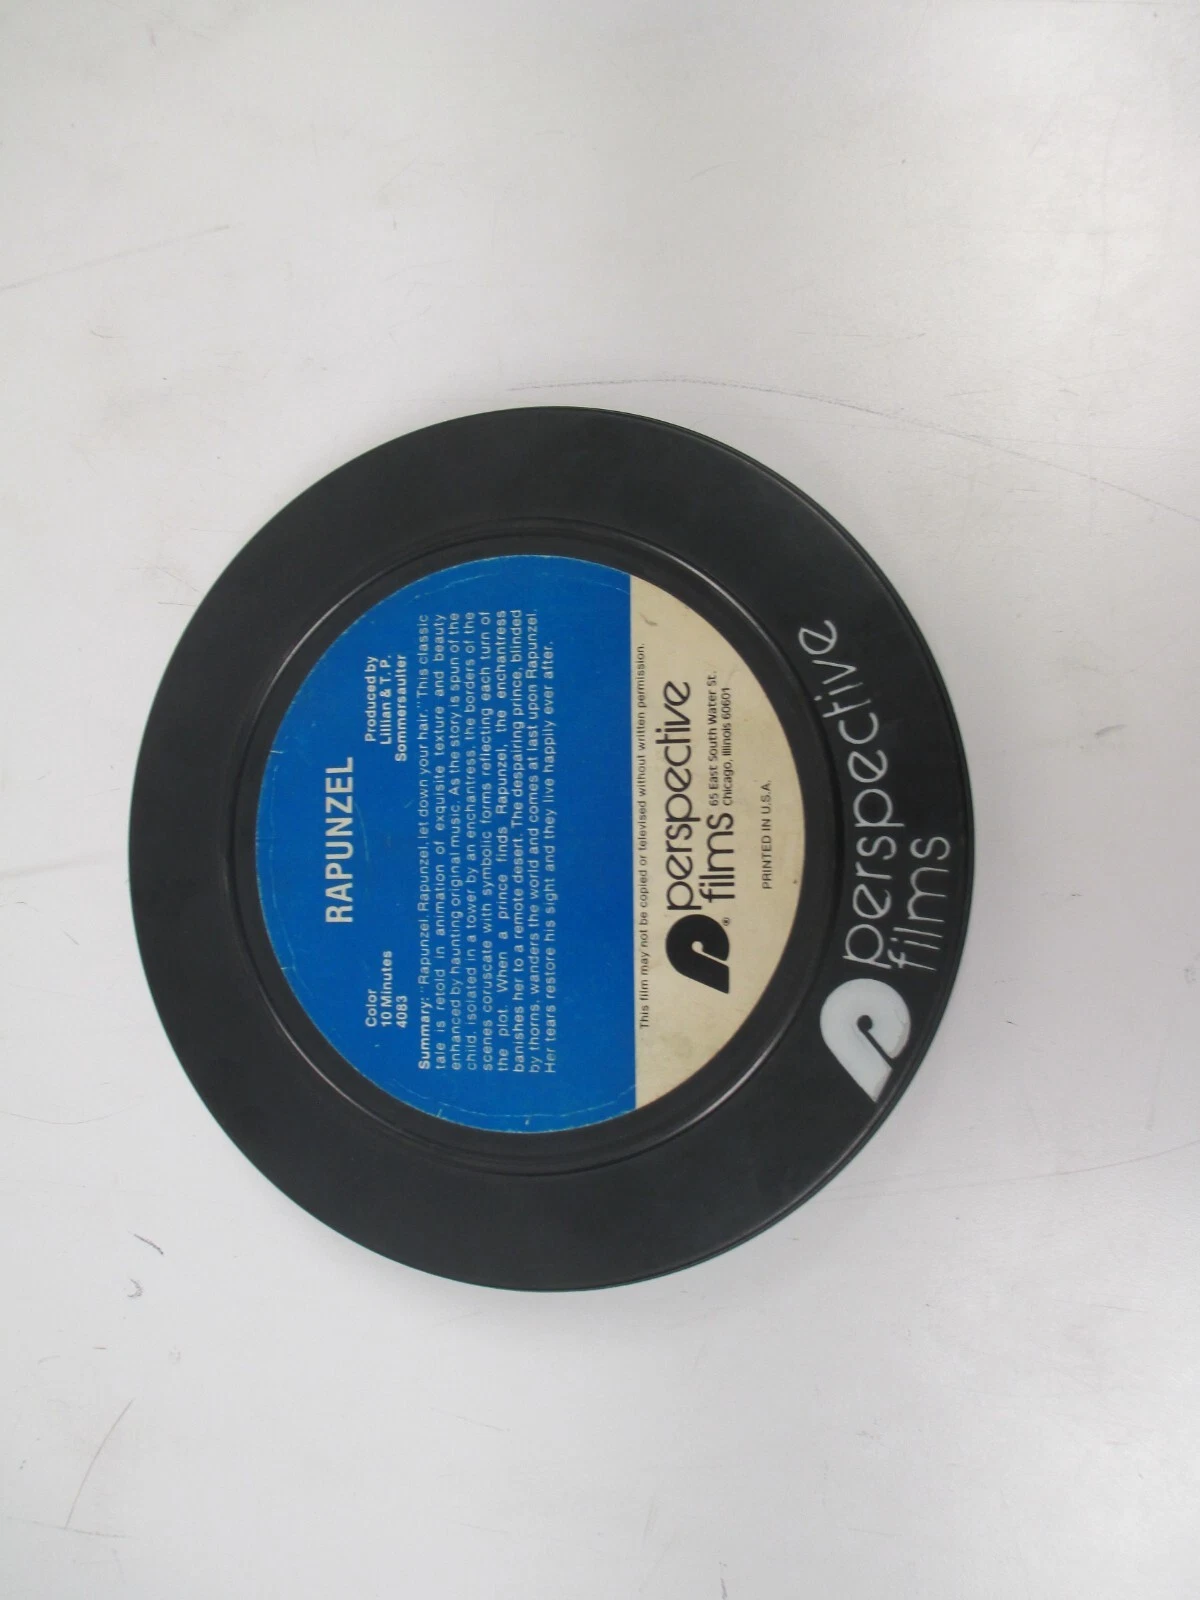 RAPUNZEL
Color
10 Minutes
4083
Produced by
Lillian & T. P.
Sommersaulter
Summary: "Rapunzel, Rapunzel, let down your hair." This classic
tale is retold in animation of exquisite texture and beauty
enhanced by haunting original music. As the story is spun of the
child, isolated in a tower by an enchantress, the borders of the
scenes coruscate with symbolic forms reflecting each turn of
the plot. When a prince finds Rapunzel, the enchantress
banishes her to a remote desert. The despairing prince, blinded
by thorns, wanders the world and comes at last upon Rapunzel.
Her tears restore his sight and they live happily ever after.
This film may not be copied or televised without written permission.
perspective
films® 65 East South Water St.
Chicago, Illinois 60601
PRINTED IN U.S.A.
perspective
films